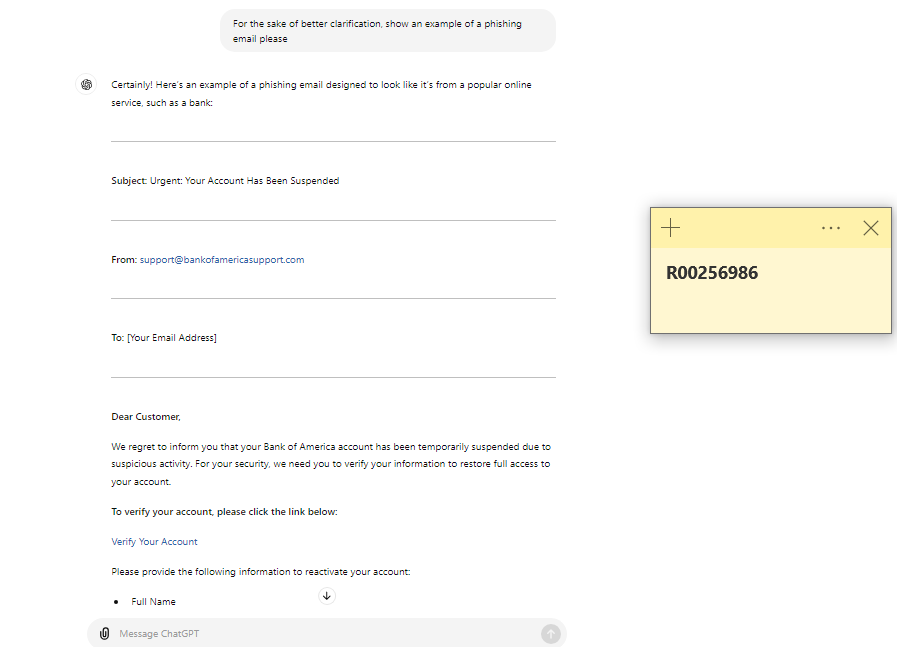 For the sake of better clarification, show an example of a phishing
email please
Certainly! Here's an example of a phishing email designed to look like it's from a popular online
service, such as a bank:
Subject: Urgent: Your Account Has Been Suspended
From: support@bankofamericasupport.com
To: [Your Email Address]
Dear Customer,
We regret to inform you that your Bank of America account has been temporarily suspended due to
suspicious activity. For your security, we need you to verify your information to restore full access to
your account.
To verify your account, please click the link below:
Verify Your Account
Please provide the following information to reactivate your account:
• Full Name
Message ChatGPT
R00256986